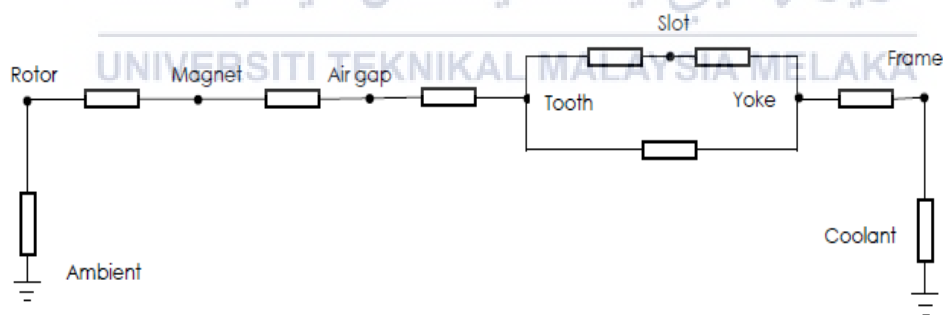 Slot
UNIVERSITI TEKNIKAL MALAYSIA MELAKA
Rotor
Magnet
Air gap
Frame
Tooth
Yoke
Coolant
Ambient